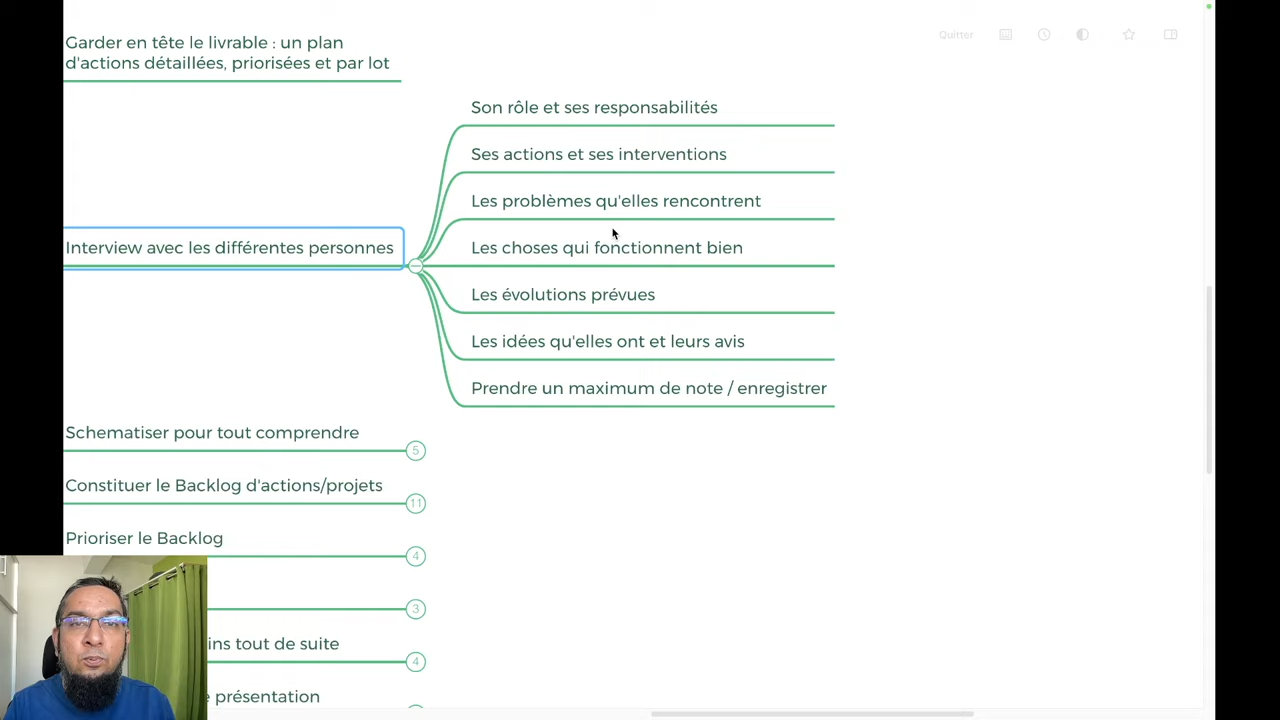 Garder en tête le livrable : un plan
d'actions détaillées, priorisées et par lot
Quitter
Son rôle et ses responsabilités
Ses actions et ses interventions
Les problèmes qu'elles rencontrent
Interview avec les différentes personnes
Les choses qui fonctionnent bien
Les évolutions prévues
Les idées qu'elles ont et leurs avis
Prendre un maximum de note / enregistrer
Schematiser pour tout comprendre
5
Constituer le Backlog d'actions/projets
11
Prioriser le Backlog
4
3
ins tout de suite
4
présentation